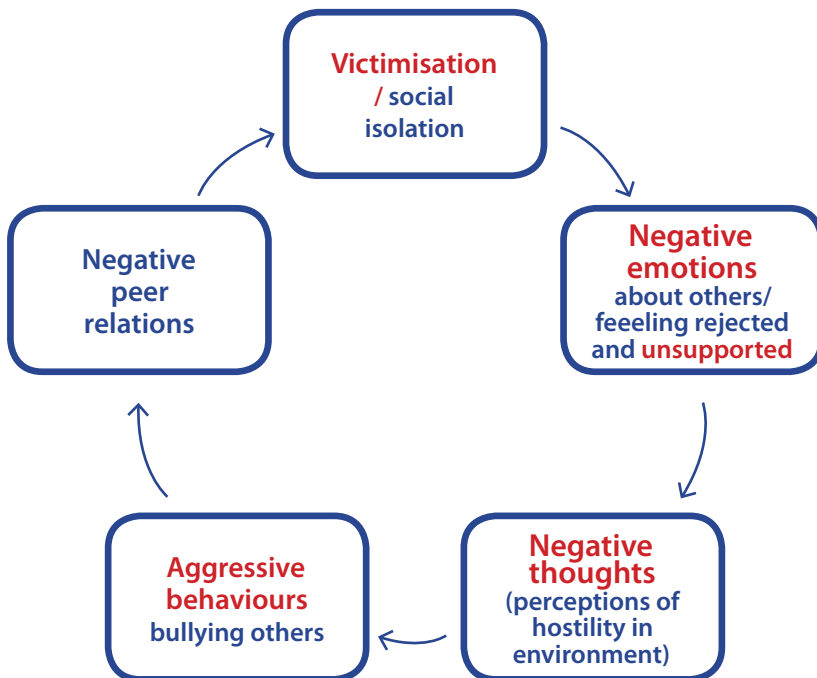 Victimisation
/ social
isolation
Negative
emotions
about others/
feeeling rejected
and unsupported
Negative
thoughts
(perceptions of
hostility in
environment)
Aggressive
behaviours
bullying others
Negative
peer
relations